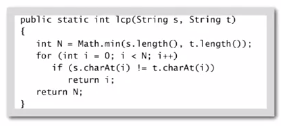 public static int lcp(String s, String t)
{
int N = Math.min(s.length(), t.length());
for (int i = 0; i < N; i++)
if (s.charAt(i) != t.charAt(i))
return i;
return N;
}